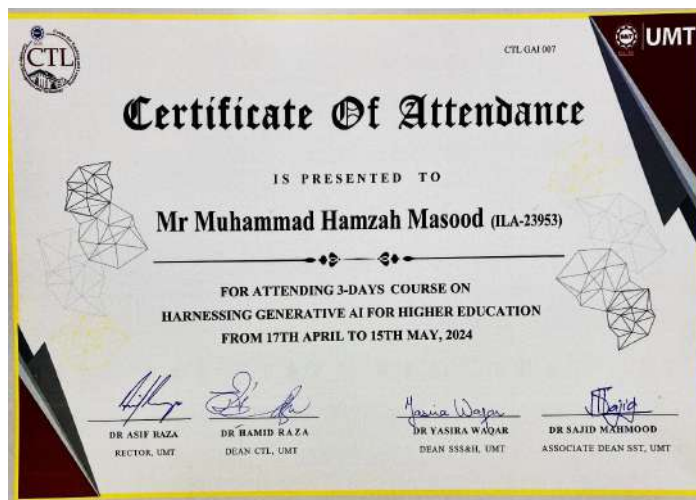 CTL
CTL GAI 007
UMT
Certificate Of Attendance
IS PRESENTED TO
Mr Muhammad Hamzah Masood (ILA-23953)
FOR ATTENDING 3-DAYS COURSE ON
HARNESSING GENERATIVE AI FOR HIGHER EDUCATION
FROM 17TH APRIL TO 15TH MAY, 2024
Yasira Waqar
DR ASIF RAZA
DR HAMID RAZA
DR YASIRA WAQAR
DR SAJID MAHMOOD
RECTOR, UMT
DEAN CTL, UMT
DEAN SSS&H, UMT
ASSOCIATE DEAN SST, UMT